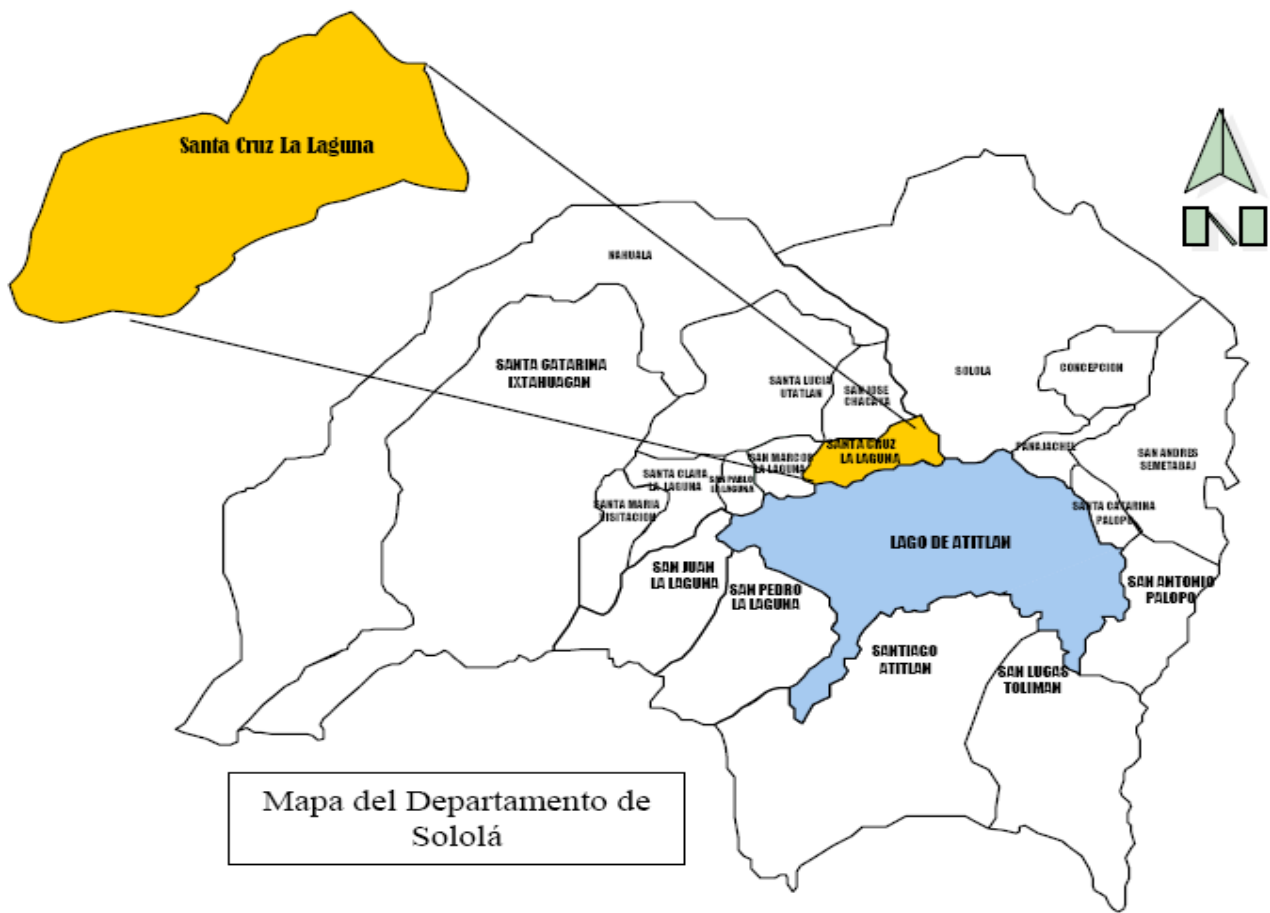 Santa Cruz La Laguna
N
NAHUALA
SANTA CATARINA
IXTAHUACAN
SANTA LUCIA
UTATLAN
SAN JOSE
CHACAYA
SOLOLA
CONCEPCION
SANTA CRUZ
LA LAGUNA
PANAJACHEL
SAN ANDRES
SEMETABAJ
SAN MARCOS
LA LAGUNA
SAN PABLO
LA LAGUNA
SANTA CLARA
LA LAGUNA
SANTA MARIA
VISITACION
SANTA CATARINA
PALOPO
LAGO DE ATITLAN
SAN JUAN
LA LAGUNA
SAN PEDRO
LA LAGUNA
SAN ANTONIO
PALOPO
SANTIAGO
ATITLAN
SAN LUCAS
TOLIMAN
Mapa del Departamento de
Sololá